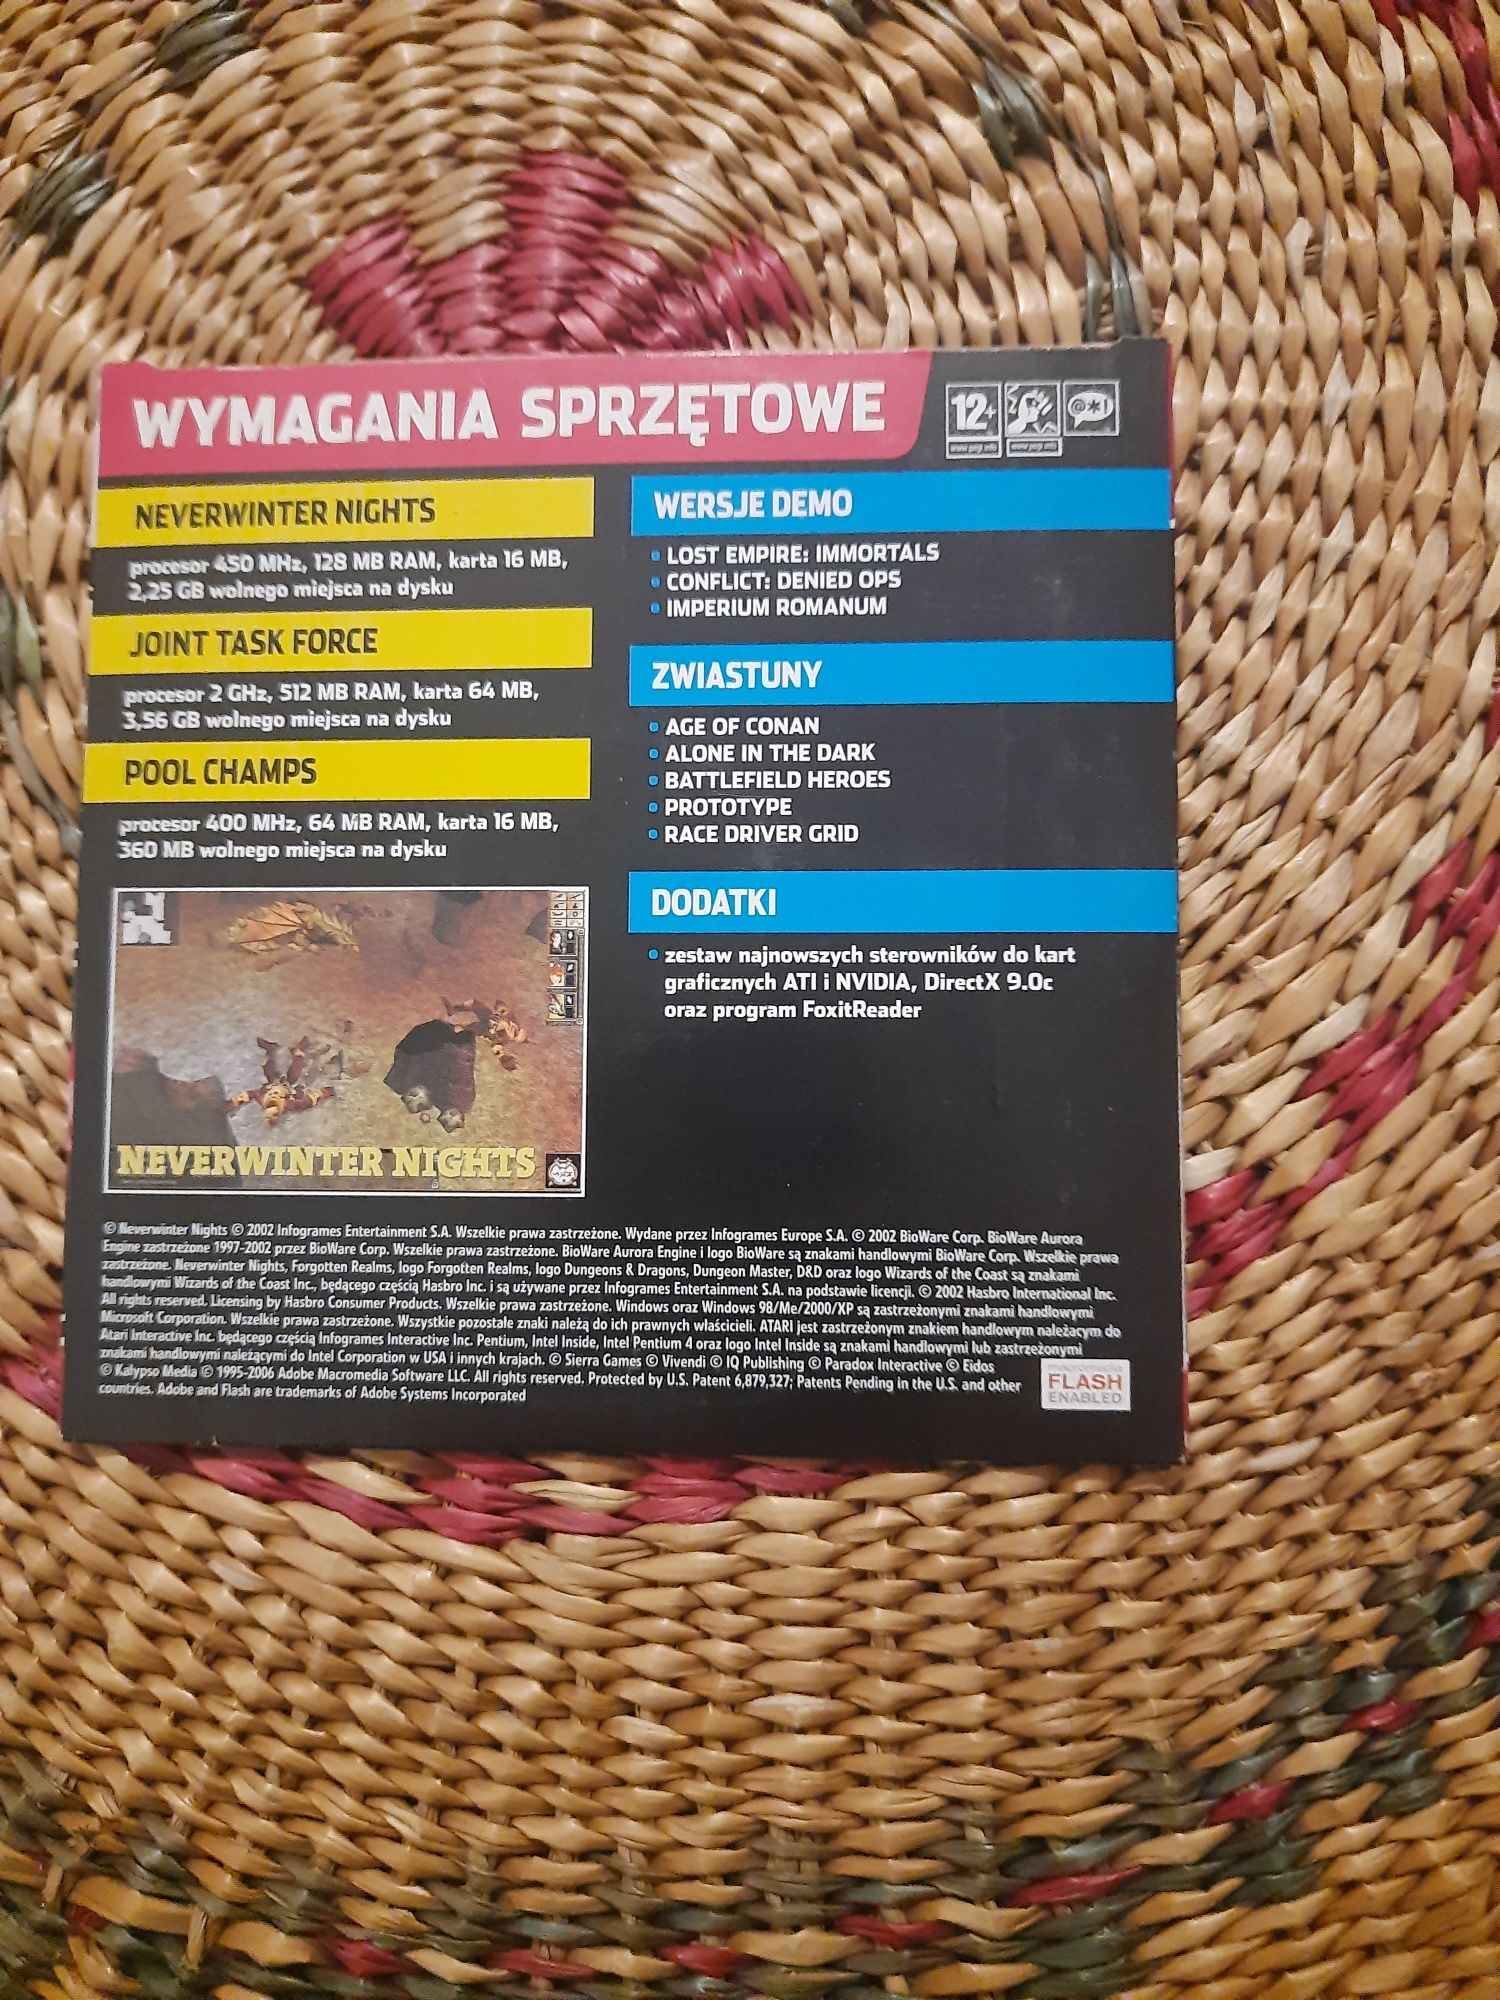 WYMAGANIA SPRZĘTOWE
12+
www.pegi.info
www.pegi.info
@*!
NEVERWINTER NIGHTS
procesor 450 MHz, 128 MB RAM, karta 16 MB,
2,25 GB wolnego miejsca na dysku
JOINT TASK FORCE
procesor 2 GHz, 512 MB RAM, karta 64 MB,
3,56 GB wolnego miejsca na dysku
POOL CHAMPS
procesor 400 MHz, 64 MB RAM, karta 16 MB,
360 MB wolnego miejsca na dysku
NEVERWINTER NIGHTS
WERSJE DEMO
• LOST EMPIRE: IMMORTALS
• CONFLICT: DENIED OPS
• IMPERIUM ROMANUM
ZWIASTUNY
• AGE OF CONAN
• ALONE IN THE DARK
• BATTLEFIELD HEROES
• PROTOTYPE
• RACE DRIVER GRID
DODATKI
• zestaw najnowszych sterowników do kart
graficznych ATI i NVIDIA, DirectX 9.0c
oraz program FoxitReader
© Neverwinter Nights © 2002 Infogrames Entertainment S.A. Wszelkie prawa zastrzeżone. Wydane przez Infogrames Europe S.A. © 2002 BioWare Corp. BioWare Aurora
Engine zastrzeżone 1997-2002 przez BioWare Corp. Wszelkie prawa zastrzeżone. BioWare Aurora Engine i logo BioWare są znakami handlowymi BioWare Corp. Wszelkie prawa
zastrzeżone. Neverwinter Nights, Forgotten Realms, logo Forgotten Realms, logo Dungeons & Dragons, Dungeon Master, D&D oraz logo Wizards of the Coast są znakami
handlowymi Wizards of the Coast Inc., będącego częścią Hasbro Inc. i są używane przez Infogrames Entertainment S.A. na podstawie licencji. © 2002 Hasbro International Inc.
All rights reserved. Licensing by Hasbro Consumer Products. Wszelkie prawa zastrzeżone. Windows oraz Windows 98/Me/2000/XP są zastrzeżonymi znakami handlowymi
Microsoft Corporation. Wszelkie prawa zastrzeżone. Wszystkie pozostałe znaki należą do ich prawnych właścicieli. ATARI jest zastrzeżonym znakiem handlowym należącym do
Atari Interactive Inc. będącego częścią Infogrames Interactive Inc. Pentium, Intel Inside, Intel Pentium 4 oraz logo Intel Inside są znakami handlowymi lub zastrzeżonymi
znakami handlowymi należącymi do Intel Corporation w USA i innych krajach. © Sierra Games © Vivendi © IQ Publishing © Paradox Interactive © Eidos
© Kalypso Media © 1995-2006 Adobe Macromedia Software LLC. All rights reserved. Protected by U.S. Patent 6,879,327; Patents Pending in the U.S. and other
countries. Adobe and Flash are trademarks of Adobe Systems Incorporated
macromedia
FLASH
ENABLED